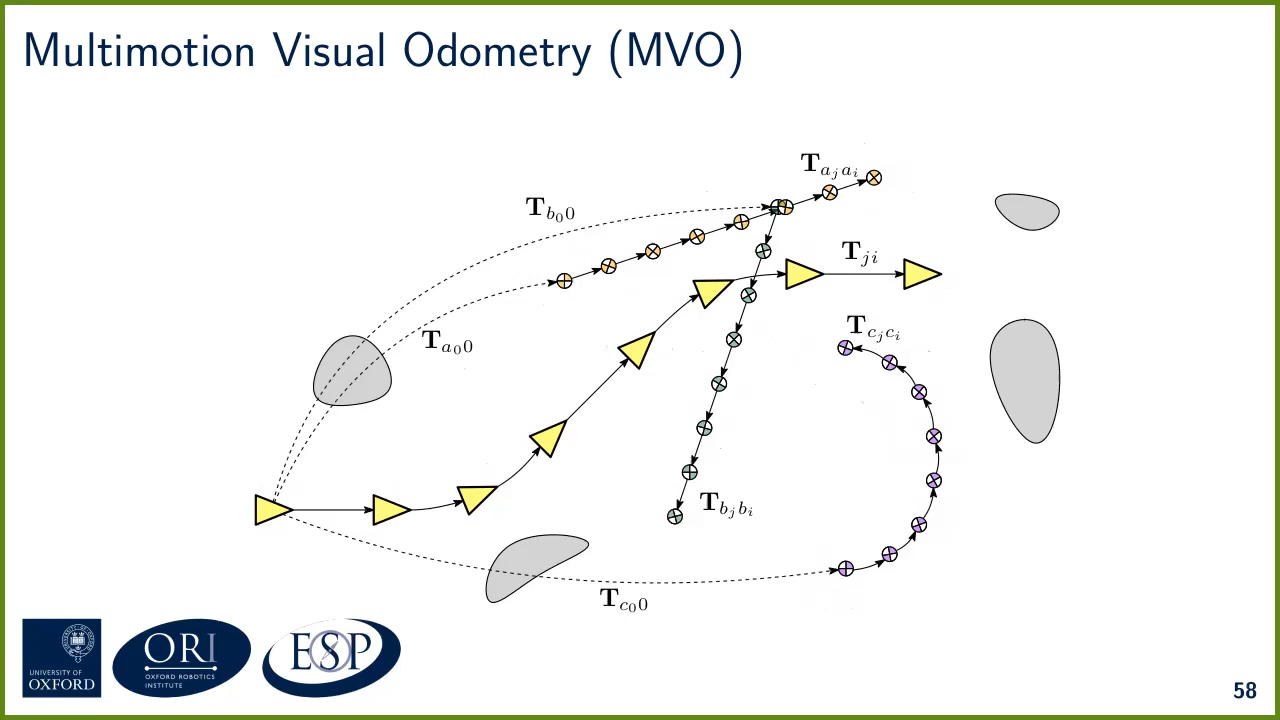 Multimotion Visual Odometry (MVO)
T_{a_j a_i}
T_{b_0 0}
T_{ji}
T_{c_j c_i}
T_{a_0 0}
T_{b_j b_i}
T_{c_0 0}
UNIVERSITY OF
OXFORD
ORI
OXFORD ROBOTICS
INSTITUTE
ESP
58